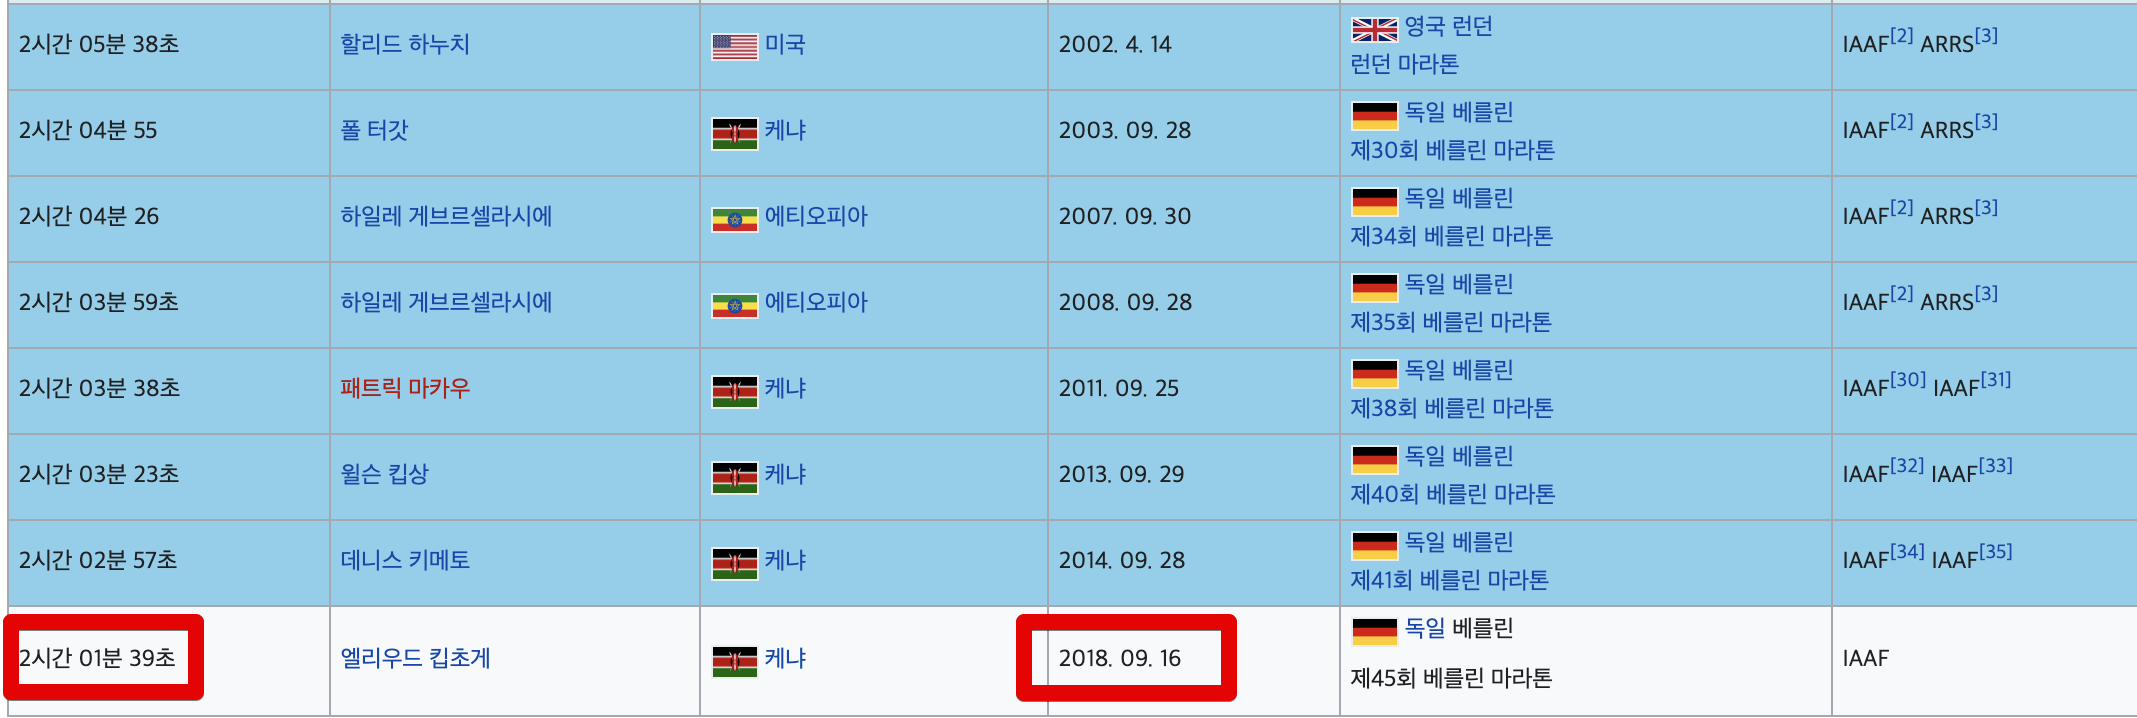 2시간 05분 38초
할리드 하누치
미국
2002. 4. 14
영국 런던
런던 마라톤
IAAF[2] ARRS[3]
2시간 04분 55
폴 터갓
케냐
2003. 09. 28
독일 베를린
제30회 베를린 마라톤
IAAF[2] ARRS[3]
2시간 04분 26
하일레 게브르셀라시에
에티오피아
2007. 09. 30
독일 베를린
제34회 베를린 마라톤
IAAF[2] ARRS[3]
2시간 03분 59초
하일레 게브르셀라시에
에티오피아
2008. 09. 28
독일 베를린
제35회 베를린 마라톤
IAAF[2] ARRS[3]
2시간 03분 38초
패트릭 마카우
케냐
2011. 09. 25
독일 베를린
제38회 베를린 마라톤
IAAF[30] IAAF[31]
2시간 03분 23초
윌슨 킵상
케냐
2013. 09. 29
독일 베를린
제40회 베를린 마라톤
IAAF[32] IAAF[33]
2시간 02분 57초
데니스 키메토
케냐
2014. 09. 28
독일 베를린
제41회 베를린 마라톤
IAAF[34] IAAF[35]
2시간 01분 39초
엘리우드 킵초게
케냐
2018. 09. 16
독일 베를린
제45회 베를린 마라톤
IAAF